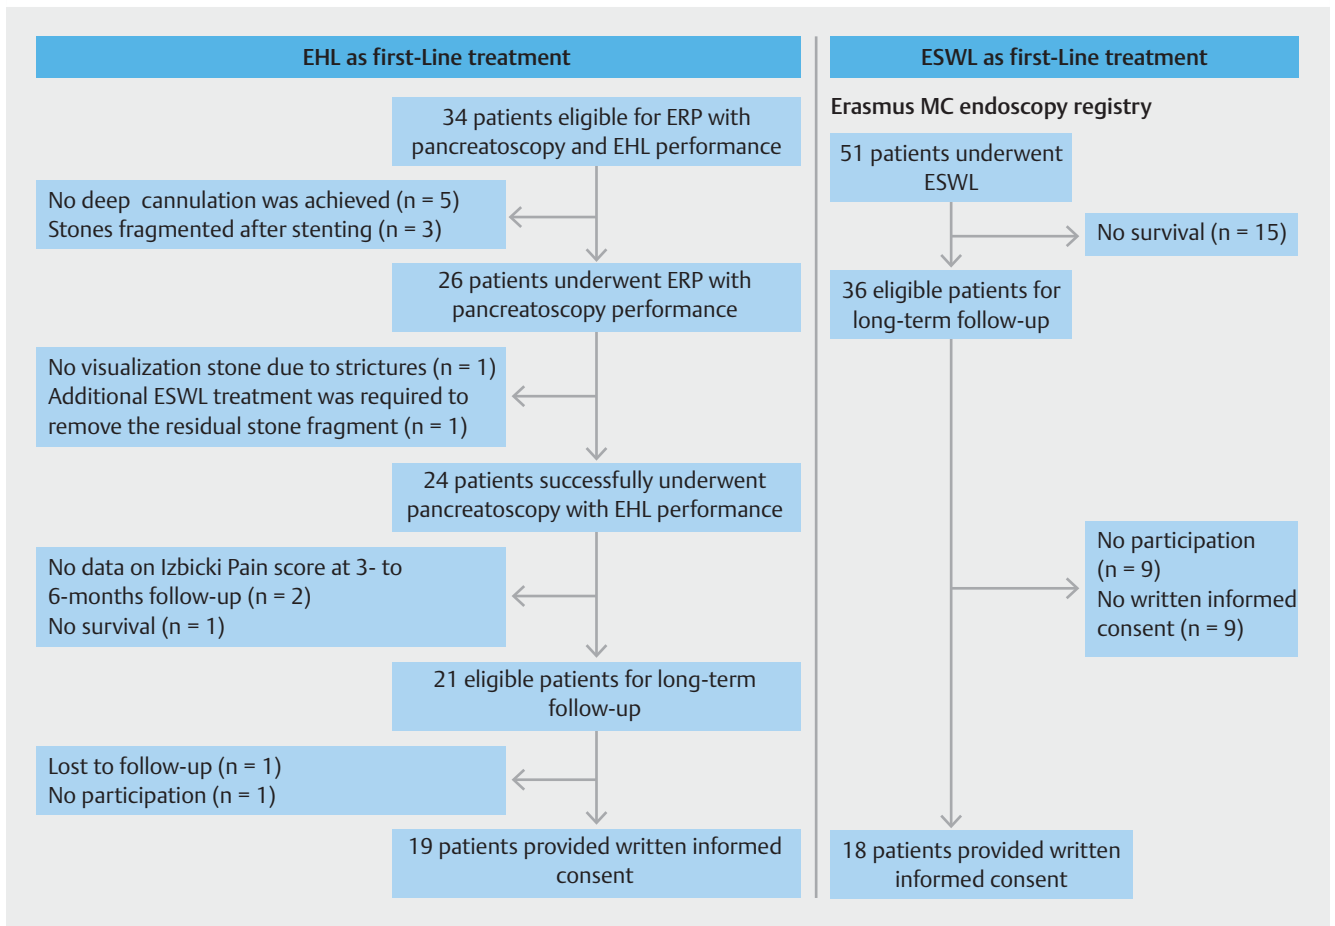 EHL as first-Line treatment
34 patients eligible for ERP with
pancreatoscopy and EHL performance
No deep cannulation was achieved (n = 5)
Stones fragmented after stenting (n = 3)
26 patients underwent ERP with
pancreatoscopy performance
No visualization stone due to strictures (n = 1)
Additional ESWL treatment was required to
remove the residual stone fragment (n = 1)
24 patients successfully underwent
pancreatoscopy with EHL performance
No data on Izbicki Pain score at 3- to
6-months follow-up (n = 2)
No survival (n = 1)
21 eligible patients for long-term
follow-up
Lost to follow-up (n = 1)
No participation (n = 1)
19 patients provided written informed
consent
ESWL as first-Line treatment
Erasmus MC endoscopy registry
51 patients underwent
ESWL
No survival (n = 15)
36 eligible patients for
long-term follow-up
No participation
(n = 9)
No written informed
consent (n = 9)
18 patients provided written
informed consent